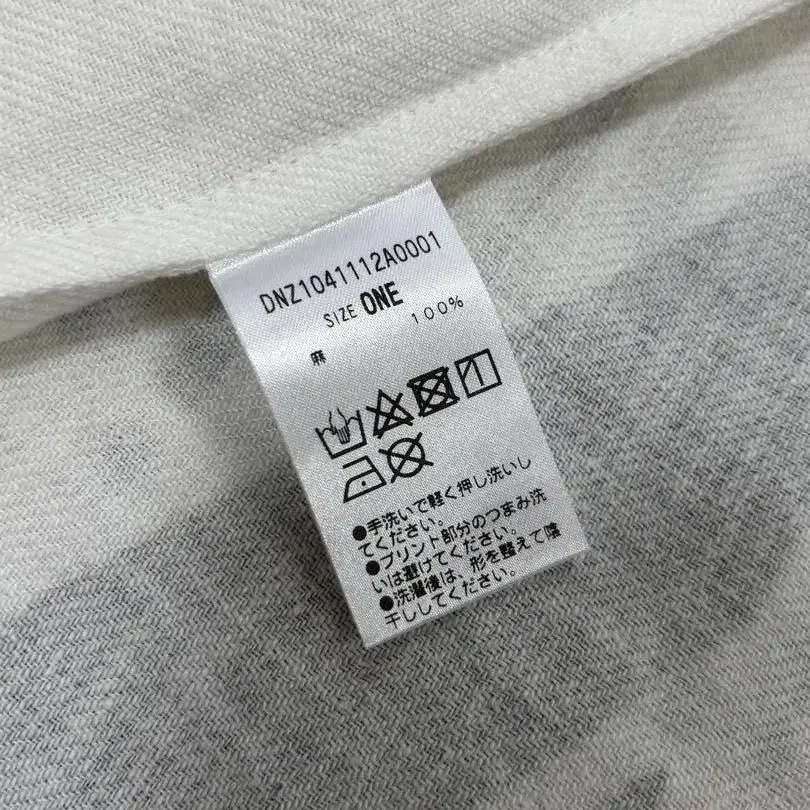 DNZ1041112A0001
SIZE ONE
麻 100%
●手洗いで軽く押し洗いし
てください。
●プリント部分のつまみ洗
いは避けてください。
●洗濯後は、形を整えて陰
干ししてください。